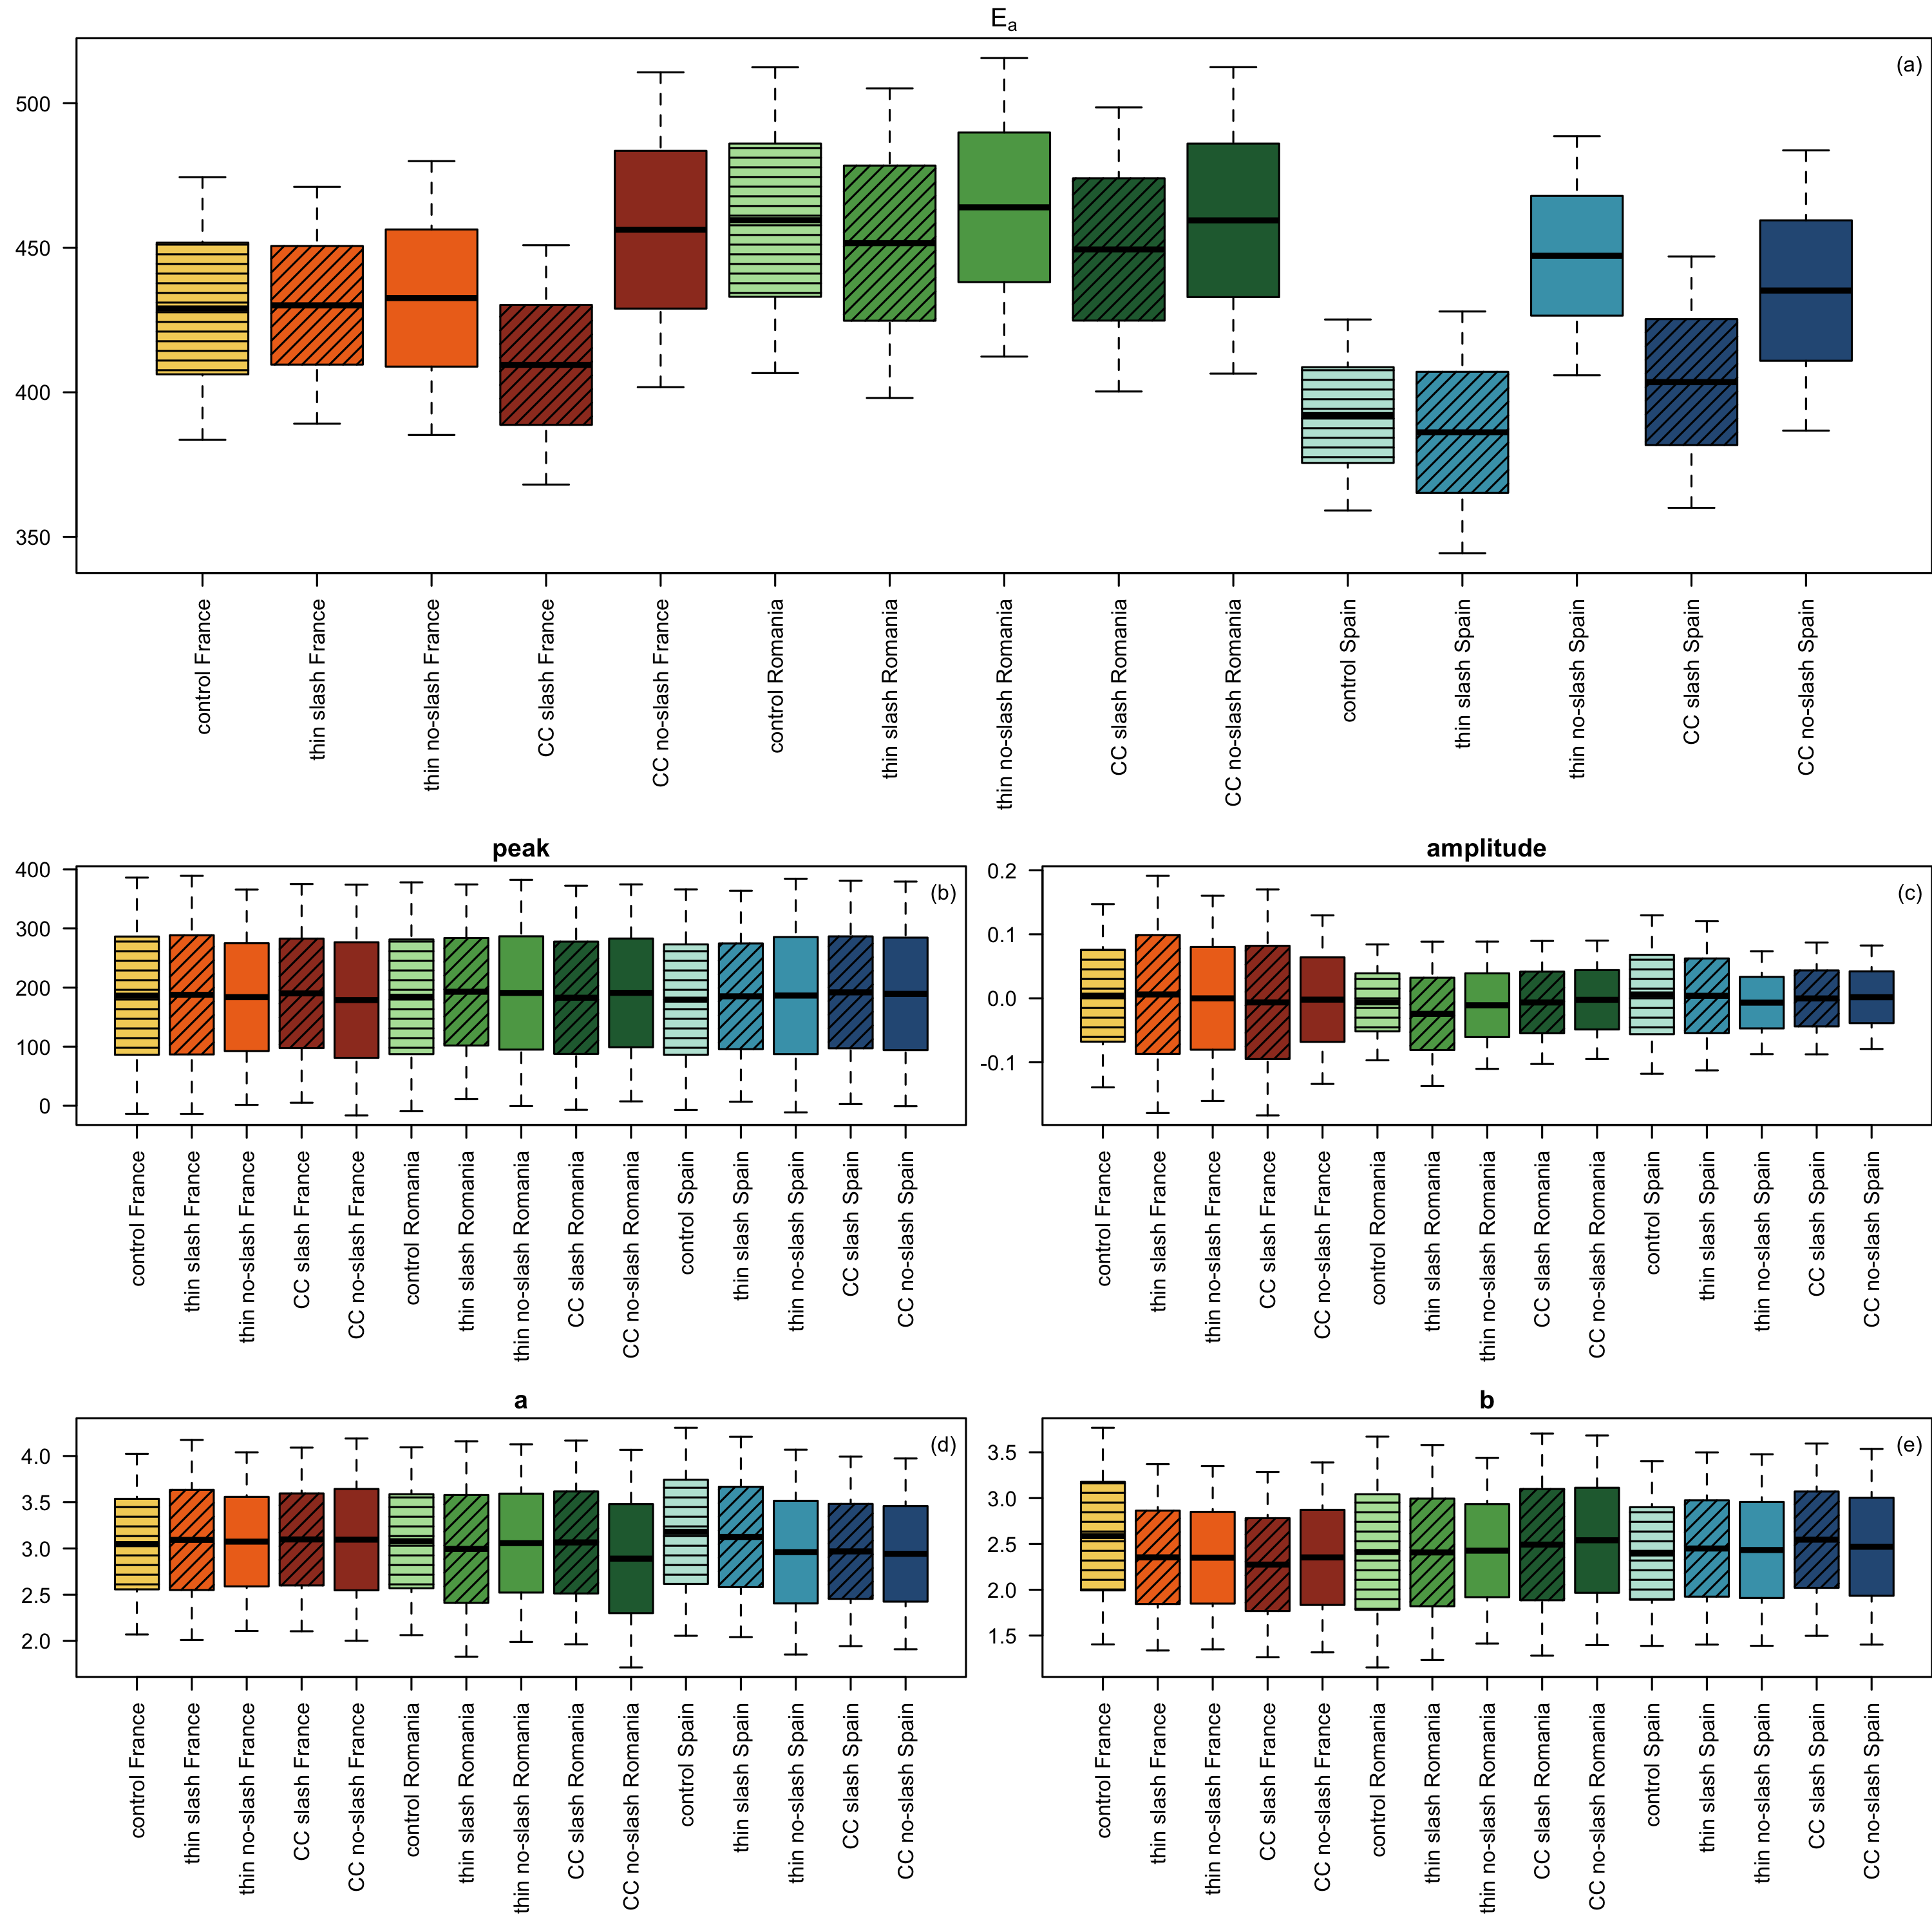 Ea
(a)
500
450
400
350
control France
thin slash France
thin no-slash France
CC slash France
CC no-slash France
control Romania
thin slash Romania
thin no-slash Romania
CC slash Romania
CC no-slash Romania
control Spain
thin slash Spain
thin no-slash Spain
CC slash Spain
CC no-slash Spain
peak
(b)
400
300
200
100
0
control France
thin slash France
thin no-slash France
CC slash France
CC no-slash France
control Romania
thin slash Romania
thin no-slash Romania
CC slash Romania
CC no-slash Romania
control Spain
thin slash Spain
thin no-slash Spain
CC slash Spain
CC no-slash Spain
amplitude
(c)
0.2
0.1
0.0
-0.1
control France
thin slash France
thin no-slash France
CC slash France
CC no-slash France
control Romania
thin slash Romania
thin no-slash Romania
CC slash Romania
CC no-slash Romania
control Spain
thin slash Spain
thin no-slash Spain
CC slash Spain
CC no-slash Spain
a
(d)
4.0
3.5
3.0
2.5
2.0
control France
thin slash France
thin no-slash France
CC slash France
CC no-slash France
control Romania
thin slash Romania
thin no-slash Romania
CC slash Romania
CC no-slash Romania
control Spain
thin slash Spain
thin no-slash Spain
CC slash Spain
CC no-slash Spain
b
(e)
3.5
3.0
2.5
2.0
1.5
control France
thin slash France
thin no-slash France
CC slash France
CC no-slash France
control Romania
thin slash Romania
thin no-slash Romania
CC slash Romania
CC no-slash Romania
control Spain
thin slash Spain
thin no-slash Spain
CC slash Spain
CC no-slash Spain